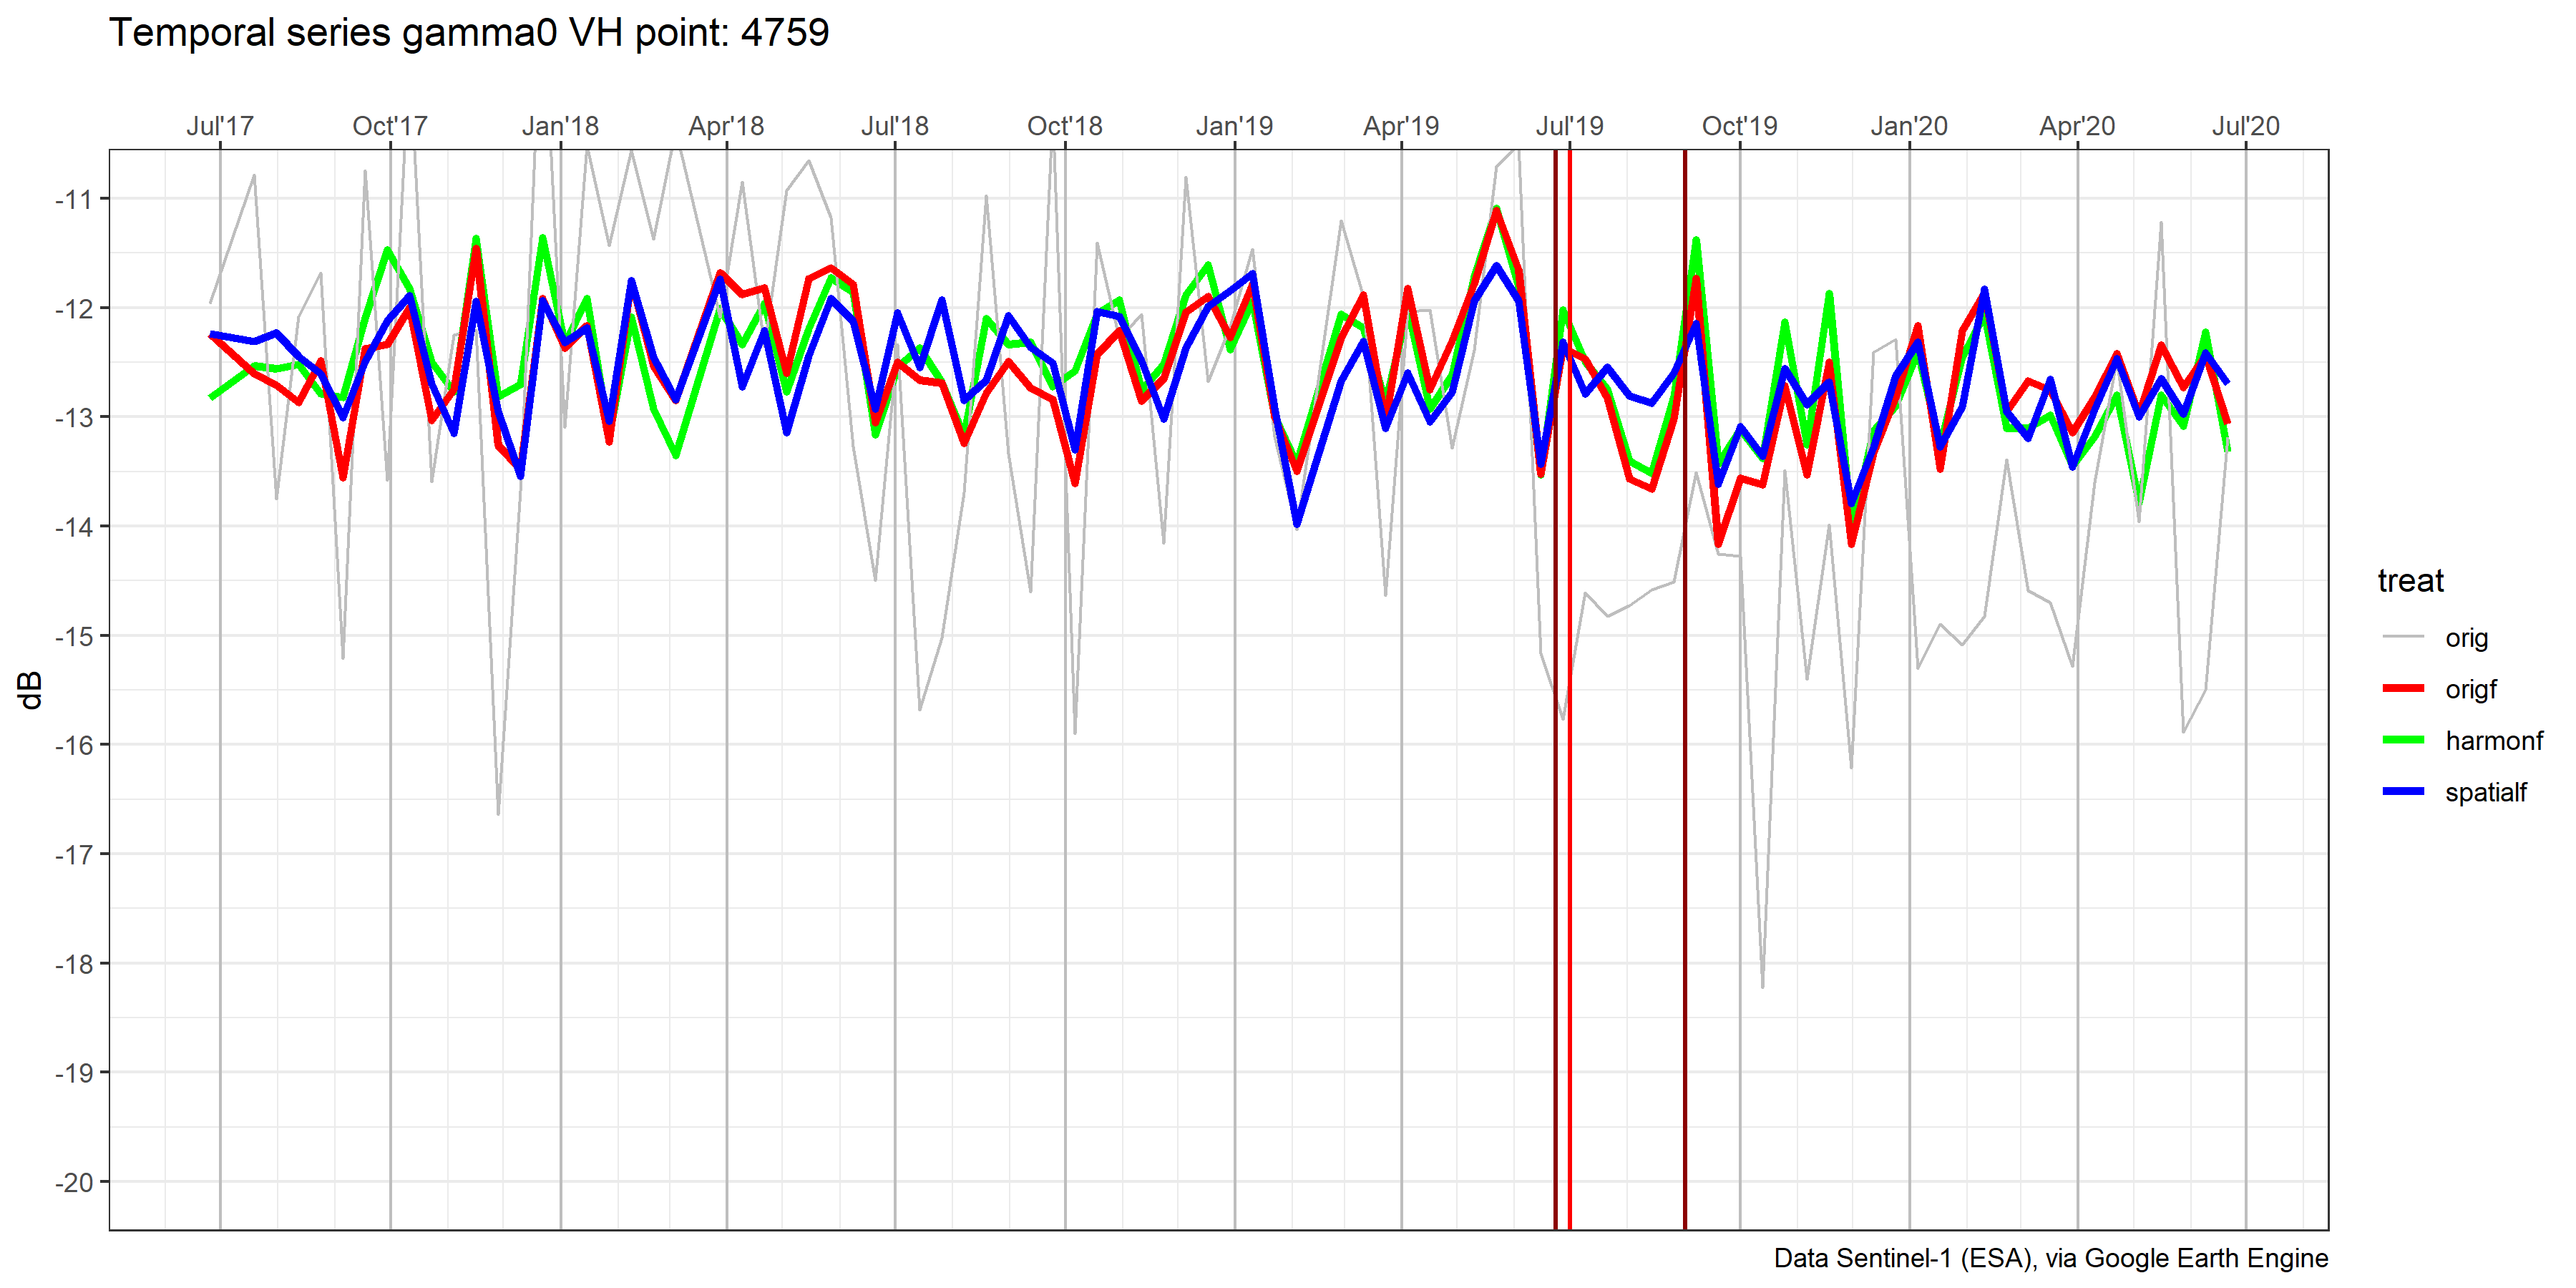 Temporal series gamma0 VH point: 4759
Jul'17 Oct'17 Jan'18 Apr'18 Jul'18 Oct'18 Jan'19 Apr'19 Jul'19 Oct'19 Jan'20 Apr'20 Jul'20
-11
-12
-13
-14
-15
-16
-17
-18
-19
-20
dB
treat
orig
origf
harmonf
spatialf
Data Sentinel-1 (ESA), via Google Earth Engine